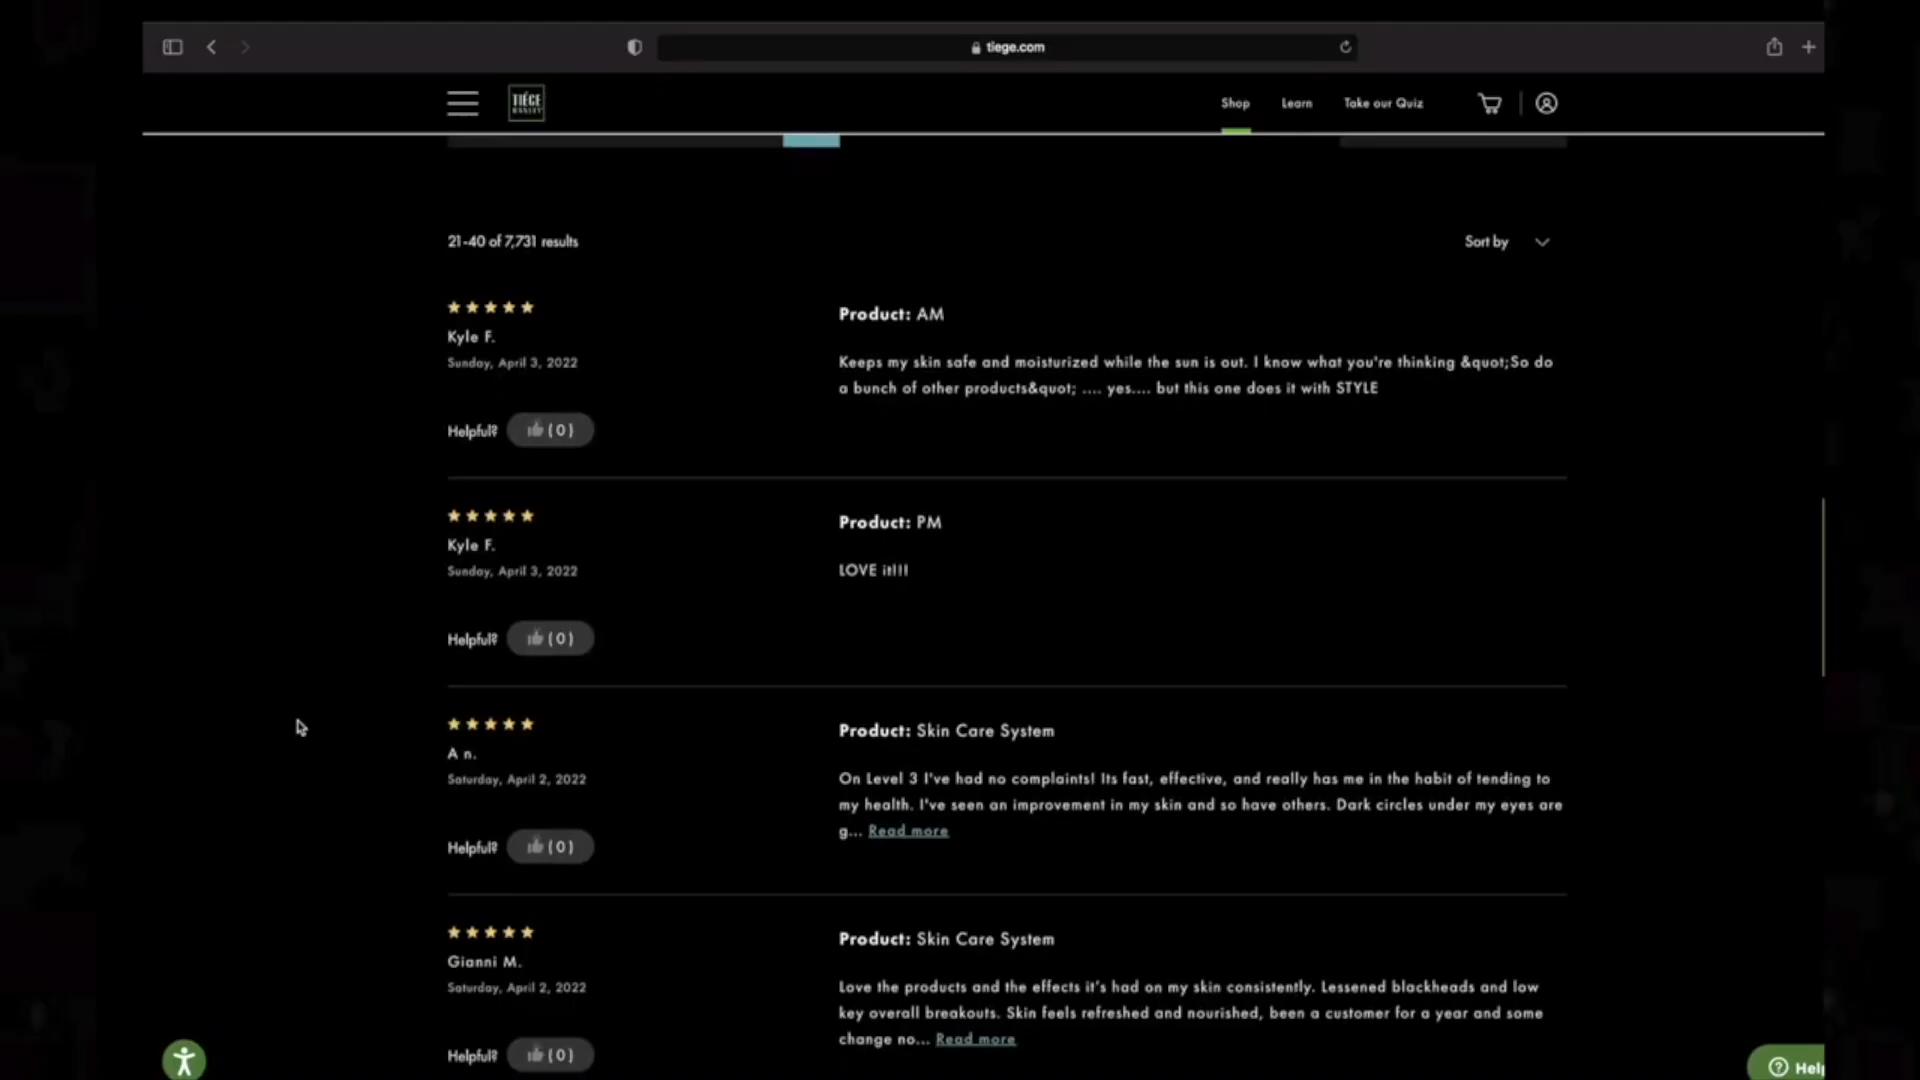 tiege.com
TIÉGE
HANLEY
Shop
Learn
Take our Quiz
21-40 of 7,731 results
Sort by
Kyle F.
Sunday, April 3, 2022
Product: AM
Keeps my skin safe and moisturized while the sun is out. I know what you're thinking &quot;So do
a bunch of other products&quot; .... yes.... but this one does it with STYLE
Helpful?
(0)
Kyle F.
Sunday, April 3, 2022
Product: PM
LOVE it!!!
Helpful?
(0)
A n.
Saturday, April 2, 2022
Product: Skin Care System
On Level 3 I've had no complaints! Its fast, effective, and really has me in the habit of tending to
my health. I've seen an improvement in my skin and so have others. Dark circles under my eyes are
g... Read more
Helpful?
(0)
Gianni M.
Saturday, April 2, 2022
Product: Skin Care System
Love the products and the effects it's had on my skin consistently. Lessened blackheads and low
key overall breakouts. Skin feels refreshed and nourished, been a customer for a year and some
change no... Read more
Helpful?
(0)
Help